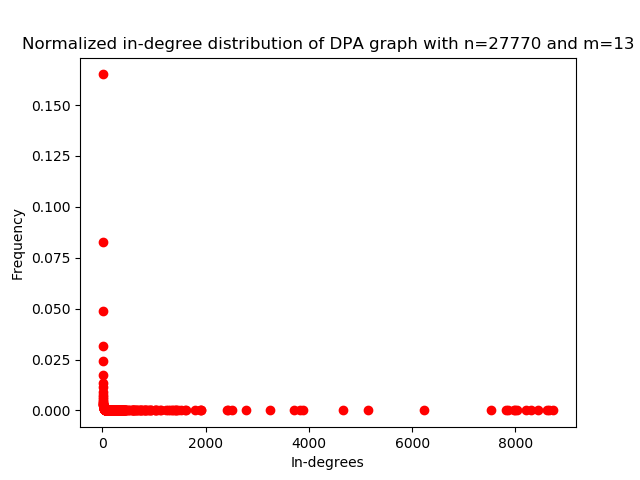 Normalized in-degree distribution of DPA graph with n=27770 and m=13
0.150
0.125
0.100
0.075
0.050
0.025
0.000
Frequency
0 2000 4000 6000 8000
In-degrees